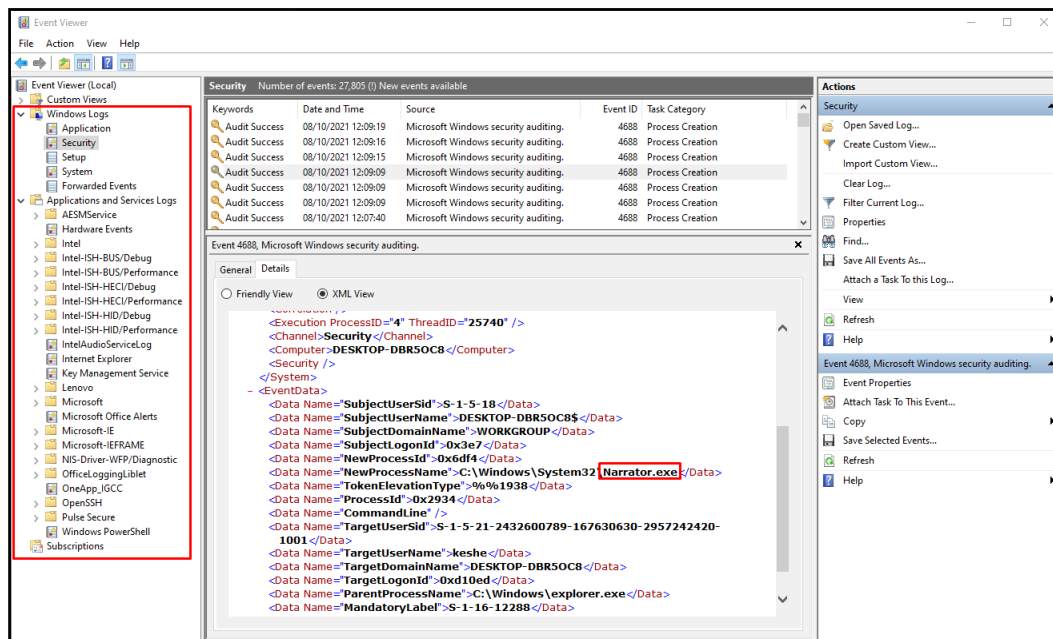 Event Viewer
File Action View Help
Event Viewer (Local)
Custom Views
Windows Logs
Application
Security
Setup
System
Forwarded Events
Applications and Services Logs
AESMService
Hardware Events
Intel
Intel-ISH-BUS/Debug
Intel-ISH-BUS/Performance
Intel-ISH-HECI/Debug
Intel-ISH-HECI/Performance
Intel-ISH-HID/Debug
Intel-ISH-HID/Performance
IntelAudioServiceLog
Internet Explorer
Key Management Service
Lenovo
Microsoft
Microsoft Office Alerts
Microsoft-IE
Microsoft-IEFRAME
NIS-Driver-WFP/Diagnostic
OfficeLoggingLiblet
OneApp_IGCC
OpenSSH
Pulse Secure
Windows PowerShell
Subscriptions
Security Number of events: 27,805 (!) New events available
Keywords Date and Time Source Event ID Task Category
Audit Success 08/10/2021 12:09:19 Microsoft Windows security auditing. 4688 Process Creation
Audit Success 08/10/2021 12:09:16 Microsoft Windows security auditing. 4688 Process Creation
Audit Success 08/10/2021 12:09:15 Microsoft Windows security auditing. 4688 Process Creation
Audit Success 08/10/2021 12:09:09 Microsoft Windows security auditing. 4688 Process Creation
Audit Success 08/10/2021 12:09:09 Microsoft Windows security auditing. 4688 Process Creation
Audit Success 08/10/2021 12:09:09 Microsoft Windows security auditing. 4688 Process Creation
Audit Success 08/10/2021 12:07:40 Microsoft Windows security auditing. 4688 Process Creation
Event 4688, Microsoft Windows security auditing.
General Details
Friendly View XML View
<Correlation />
<Execution ProcessID="4" ThreadID="25740" />
<Channel>Security</Channel>
<Computer>DESKTOP-DBR5OC8</Computer>
<Security />
</System>
- <EventData>
<Data Name="SubjectUserSid">S-1-5-18</Data>
<Data Name="SubjectUserName">DESKTOP-DBR5OC8$</Data>
<Data Name="SubjectDomainName">WORKGROUP</Data>
<Data Name="SubjectLogonId">0x3e7</Data>
<Data Name="NewProcessId">0x6df4</Data>
<Data Name="NewProcessName">C:\Windows\System32\Narrator.exe</Data>
<Data Name="TokenElevationType">%%1938</Data>
<Data Name="ProcessId">0x2934</Data>
<Data Name="CommandLine" />
<Data Name="TargetUserSid">S-1-5-21-2432600789-167630630-2957242420-
1001</Data>
<Data Name="TargetUserName">keshe</Data>
<Data Name="TargetDomainName">DESKTOP-DBR5OC8</Data>
<Data Name="TargetLogonId">0xd10ed</Data>
<Data Name="ParentProcessName">C:\Windows\explorer.exe</Data>
<Data Name="MandatoryLabel">S-1-16-12288</Data>
Actions
Security
Open Saved Log...
Create Custom View...
Import Custom View...
Clear Log...
Filter Current Log...
Properties
Find...
Save All Events As...
Attach a Task To this Log...
View
Refresh
Help
Event 4688, Microsoft Windows security auditing.
Event Properties
Attach Task To This Event...
Copy
Save Selected Events...
Refresh
Help